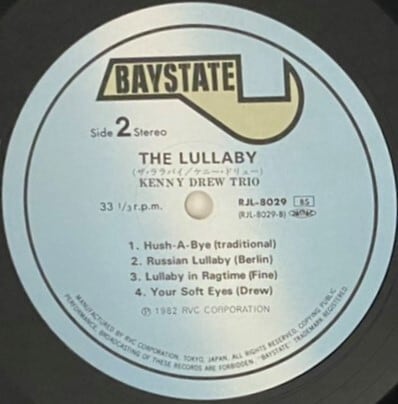 BAYSTATE
Side 2 Stereo
THE LULLABY
(ザ・ララバイ/ケニー・ドリュー)
KENNY DREW TRIO
33 1/3 r.p.m.
RJL-8029 BS
(RJL-8029-B)
1. Hush-A-Bye (traditional)
2. Russian Lullaby (Berlin)
3. Lullaby in Ragtime (Fine)
4. Your Soft Eyes (Drew)
Ⓟ 1982 RVC CORPORATION
MANUFACTURED BY RVC CORPORATION, TOKYO, JAPAN. ALL RIGHTS RESERVED. COPYING PUBLIC
PERFORMANCE, BROADCASTING OF THESE RECORDS ARE FORBIDDEN. "BAYSTATE" TRADEMARK REGISTERED.